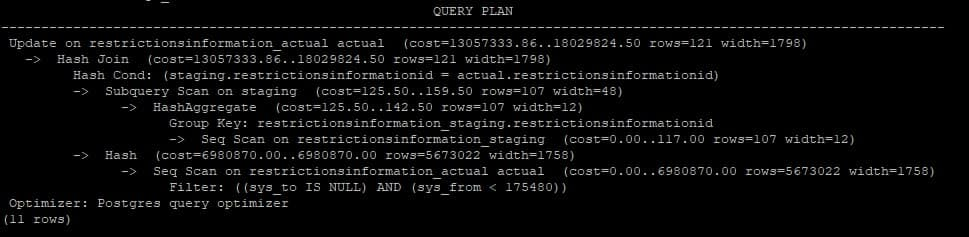 QUERY PLAN
--------------------------------------------------------------------------------------------------------------------
Update on restrictionsinformation_actual actual  (cost=13057333.86..18029824.50 rows=121 width=1798)
  ->  Hash Join  (cost=13057333.86..18029824.50 rows=121 width=1798)
        Hash Cond: (staging.restrictionsinformationid = actual.restrictionsinformationid)
        ->  Subquery Scan on staging  (cost=125.50..159.50 rows=107 width=48)
              ->  HashAggregate  (cost=125.50..142.50 rows=107 width=12)
                    Group Key: restrictionsinformation_staging.restrictionsinformationid
                    ->  Seq Scan on restrictionsinformation_staging  (cost=0.00..117.00 rows=107 width=12)
        ->  Hash  (cost=6980870.00..6980870.00 rows=5673022 width=1758)
              ->  Seq Scan on restrictionsinformation_actual actual  (cost=0.00..6980870.00 rows=5673022 width=1758)
                    Filter: ((sys_to IS NULL) AND (sys_from < 175480))
Optimizer: Postgres query optimizer
(11 rows)